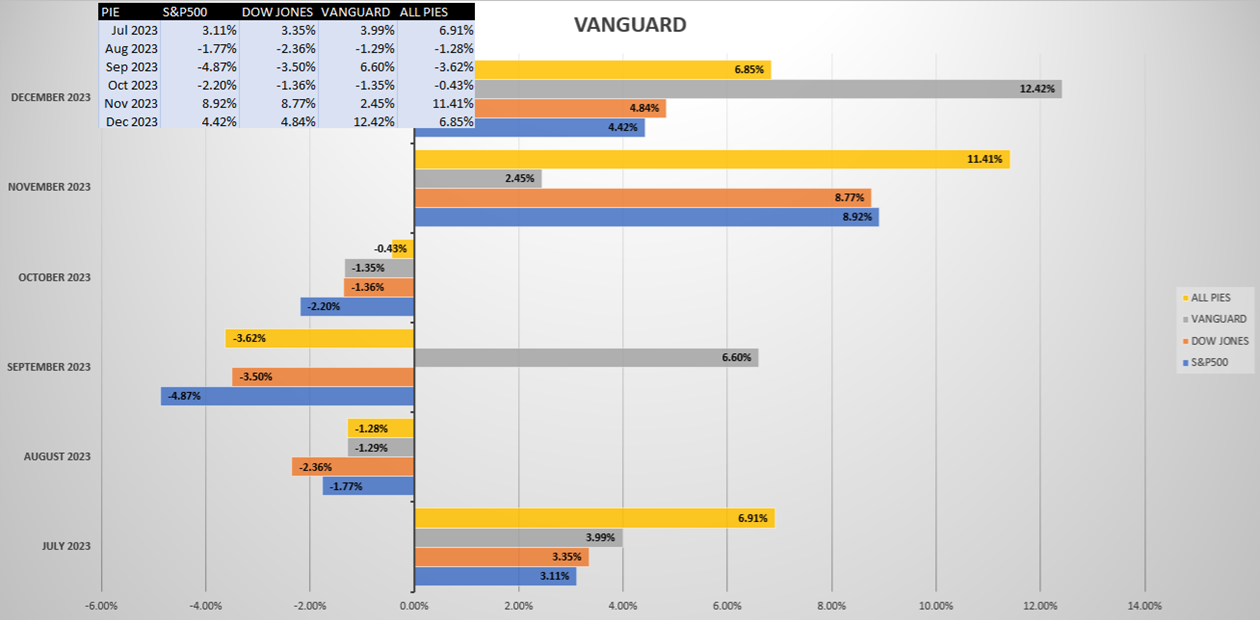 PIE S&P500 DOW JONES VANGUARD ALL PIES
Jul 2023 3.11% 3.35% 3.99% 6.91%
Aug 2023 -1.77% -2.36% -1.29% -1.28%
Sep 2023 -4.87% -3.50% 6.60% -3.62%
Oct 2023 -2.20% -1.36% -1.35% -0.43%
Nov 2023 8.92% 8.77% 2.45% 11.41%
Dec 2023 4.42% 4.84% 12.42% 6.85%
VANGUARD
DECEMBER 2023
6.85%
12.42%
4.84%
4.42%
NOVEMBER 2023
11.41%
2.45%
8.77%
8.92%
OCTOBER 2023
-0.43%
-1.35%
-1.36%
-2.20%
SEPTEMBER 2023
-3.62%
6.60%
-3.50%
-4.87%
AUGUST 2023
-1.28%
-1.29%
-2.36%
-1.77%
JULY 2023
6.91%
3.99%
3.35%
3.11%
-6.00% -4.00% -2.00% 0.00% 2.00% 4.00% 6.00% 8.00% 10.00% 12.00% 14.00%
ALL PIES
VANGUARD
DOW JONES
S&P500